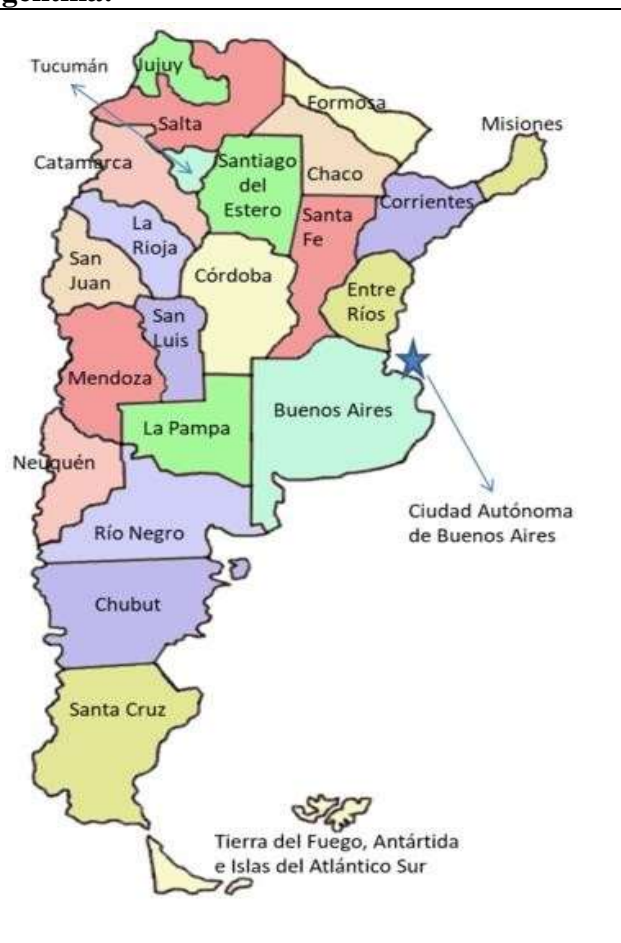 Tucumán
Jujuy
Formosa
Salta
Misiones
Catamarca
Santiago
del
Estero
Chaco
Corrientes
La
Rioja
Santa
Fe
San
Juan
Córdoba
Entre
Ríos
San
Luis
Mendoza
Buenos Aires
La Pampa
Neuquén
Ciudad Autónoma
de Buenos Aires
Río Negro
Chubut
Santa Cruz
Tierra del Fuego, Antártida
e Islas del Atlántico Sur